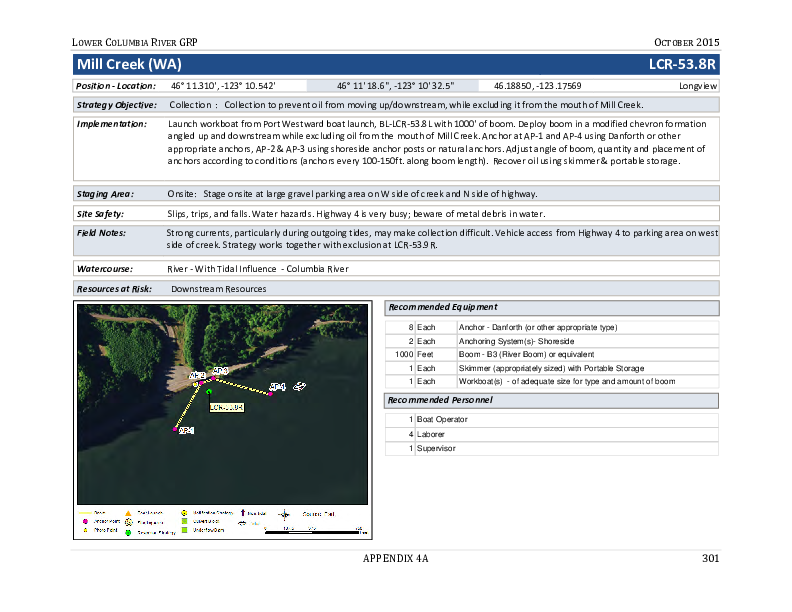 LOWER COLUMBIA RIVER GRP OCTOBER 2015
Mill Creek (WA) LCR-53.8R
Position - Location: 46° 11.310', -123° 10.542' 46° 11' 18.6", -123° 10' 32.5" 46.18850, -123.17569 Longview
Strategy Objective: Collection : Collection to prevent oil from moving up/downstream, while excluding it from the mouth of Mill Creek.
Implementation: Launch workboat from Port Westward boat launch, BL-LCR-53.8 L with 1000' of boom. Deploy boom in a modified chevron formation
angled up and downstream while excluding oil from the mouth of Mill Creek. Anchor at AP-1 and AP-4 using Danforth or other
appropriate anchors, AP-2 & AP-3 using shoreside anchor posts or natural anchors. Adjust angle of boom, quantity and placement of
anchors according to conditions (anchors every 100-150ft. along boom length). Recover oil using skimmer & portable storage.
Staging Area: Onsite: Stage onsite at large gravel parking area on W side of creek and N side of highway.
Site Safety: Slips, trips, and falls. Water hazards. Highway 4 is very busy; beware of metal debris in water.
Field Notes: Strong currents, particularly during outgoing tides, may make collection difficult. Vehicle access from Highway 4 to parking area on west
side of creek. Strategy works together with exclusion at LCR-53.9 R.
Watercourse: River - With Tidal Influence - Columbia River
Resources at Risk: Downstream Resources
Recommended Equipment
8 Each Anchor - Danforth (or other appropriate type)
2 Each Anchoring System(s)- Shoreside
1000 Feet Boom - B3 (River Boom) or equivalent
1 Each Skimmer (appropriately sized) with Portable Storage
1 Each Workboat(s) - of adequate size for type and amount of boom
Recommended Personnel
1 Boat Operator
4 Laborer
1 Supervisor
AP-3
AP-4
LCR-53.8R
AP-1
Anchor Point
Photo Point
APPENDIX 4A 301